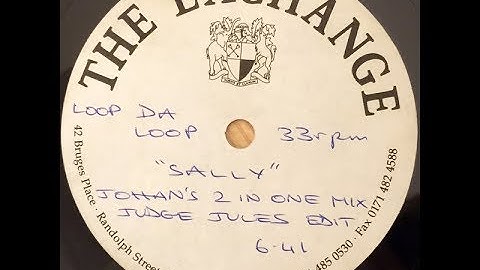 THE EXCHANGE
LOOP DA
LOOP 33rpm
"SALLY"
JOHAN'S 2 IN ONE MIX
JUDGE JULES EDIT
6.41
42 Bruges Place · Randolph Street
485 0530 · Fax 0171 482 4588